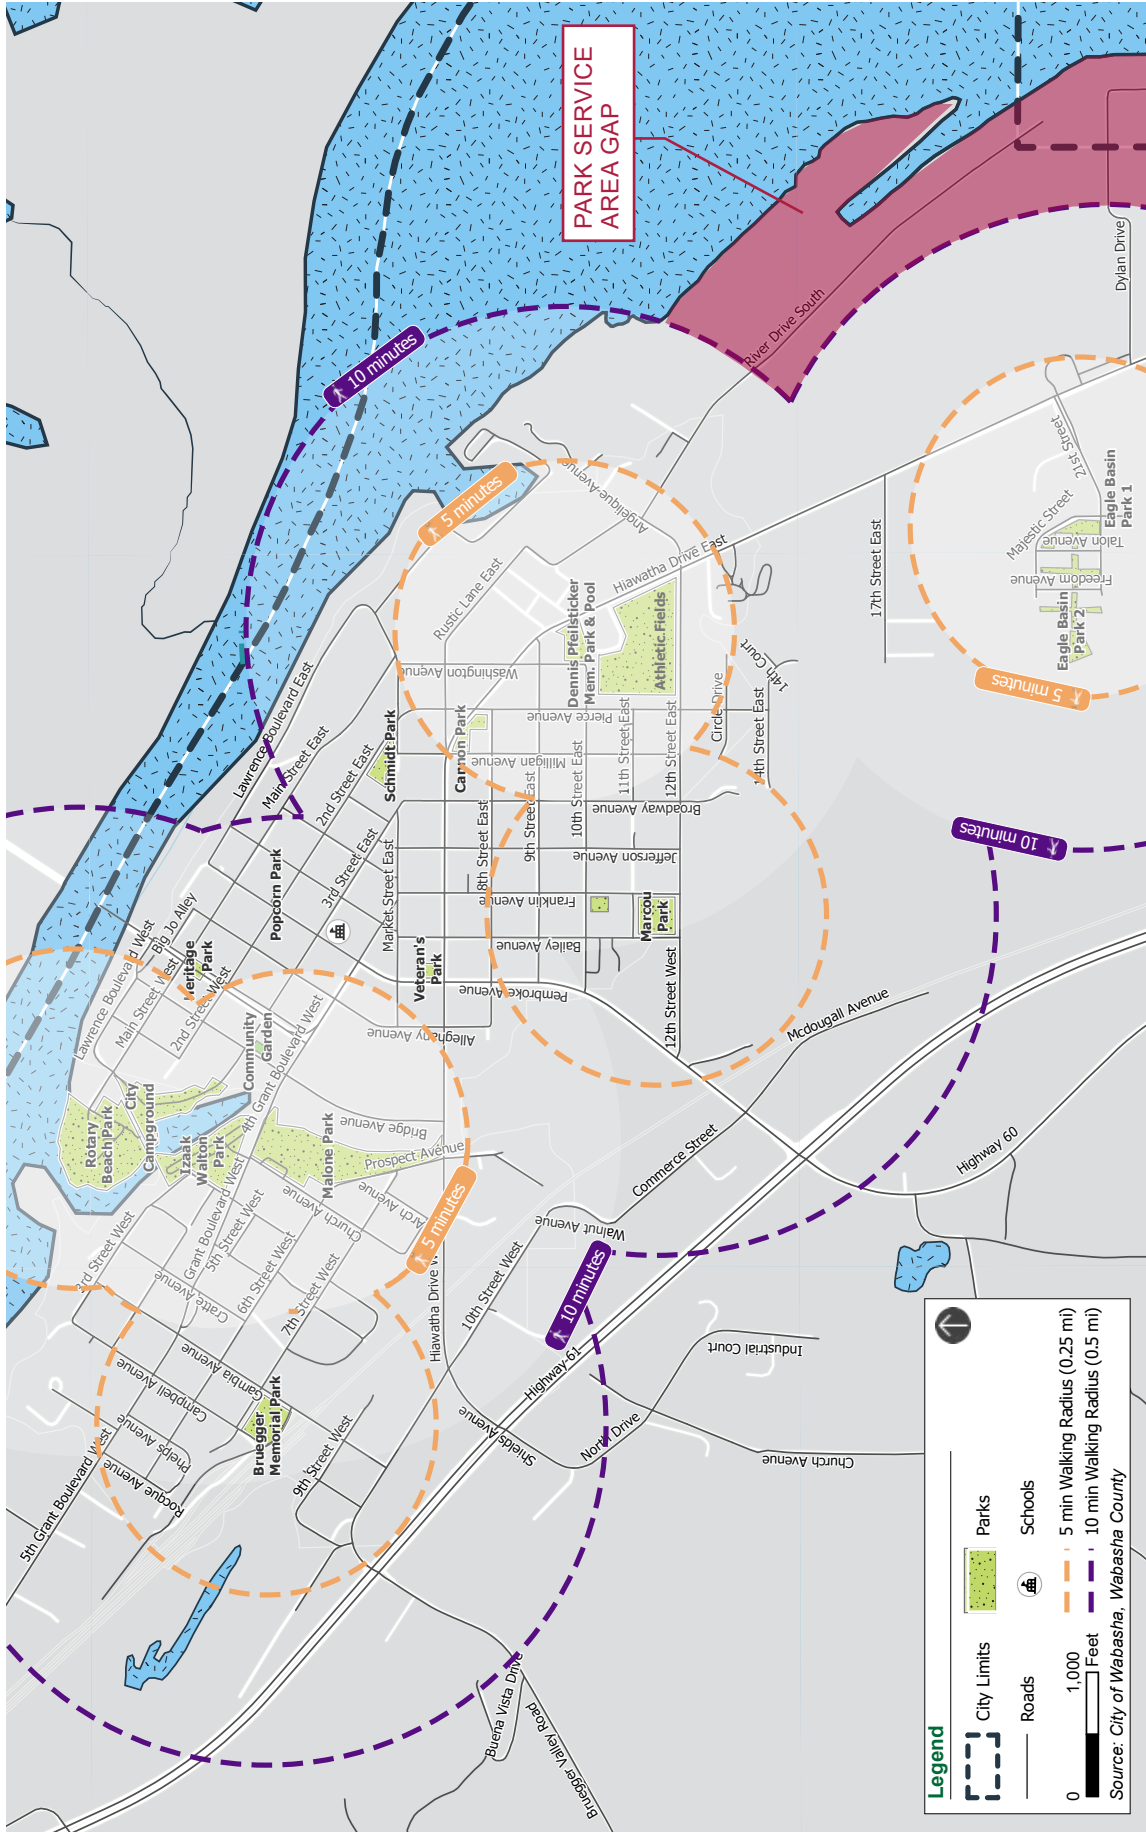 PARK SERVICE
AREA GAP
10 minutes
5 minutes
River Drive South
Dylan Drive
21st Street
Majestic Street
Talon Avenue
Freedom Avenue
Eagle Basin
Park 1
Eagle Basin
Park 2
5 minutes
10 minutes
17th Street East
Angelique Avenue
Rustic Lane East
Hiawatha Drive East
Dennis Pfeilsticker
Mem. Park & Pool
Athletic Fields
Washington Avenue
14th Court
Circle Drive
14th Street East
Pierce Avenue
Milligan Avenue
11th Street East
12th Street East
10th Street East
9th Street East
8th Street East
Broadway Avenue
Jefferson Avenue
Franklin Avenue
Bailey Avenue
Pembroke Avenue
Alleghany Avenue
Cannon Park
Schmidt Park
Lawrence Boulevard East
Main Street East
2nd Street East
3rd Street East
Market Street East
Popcorn Park
Marcou
Park
Veteran's
Park
Heritage
Park
Big Jo Alley
Lawrence Boulevard West
Main Street West
2nd Street West
Community
Garden
4th Grant Boulevard West
12th Street West
Mcdougall Avenue
City
Campground
Rotary
Beach Park
Izaak
Walton
Park
Malone Park
Bridge Avenue
Prospect Avenue
Arch Avenue
Church Avenue
3rd Street West
Grant Boulevard West
5th Street West
6th Street West
7th Street West
Cratte Avenue
Gambia Avenue
Campbell Avenue
Phelps Avenue
Rocque Avenue
5th Grant Boulevard West
Bruegger
Memorial Park
9th Street West
10th Street West
Hiawatha Drive W
5 minutes
10 minutes
Walnut Avenue
Commerce Street
Highway 60
Highway-61
Shields Avenue
North Drive
Industrial Court
Church Avenue
Buena Vista Drive
Bruegger Valley Road
Legend
City Limits
Parks
Roads
Schools
0
1,000
Feet
5 min Walking Radius (0.25 mi)
10 min Walking Radius (0.5 mi)
Source: City of Wabasha, Wabasha County